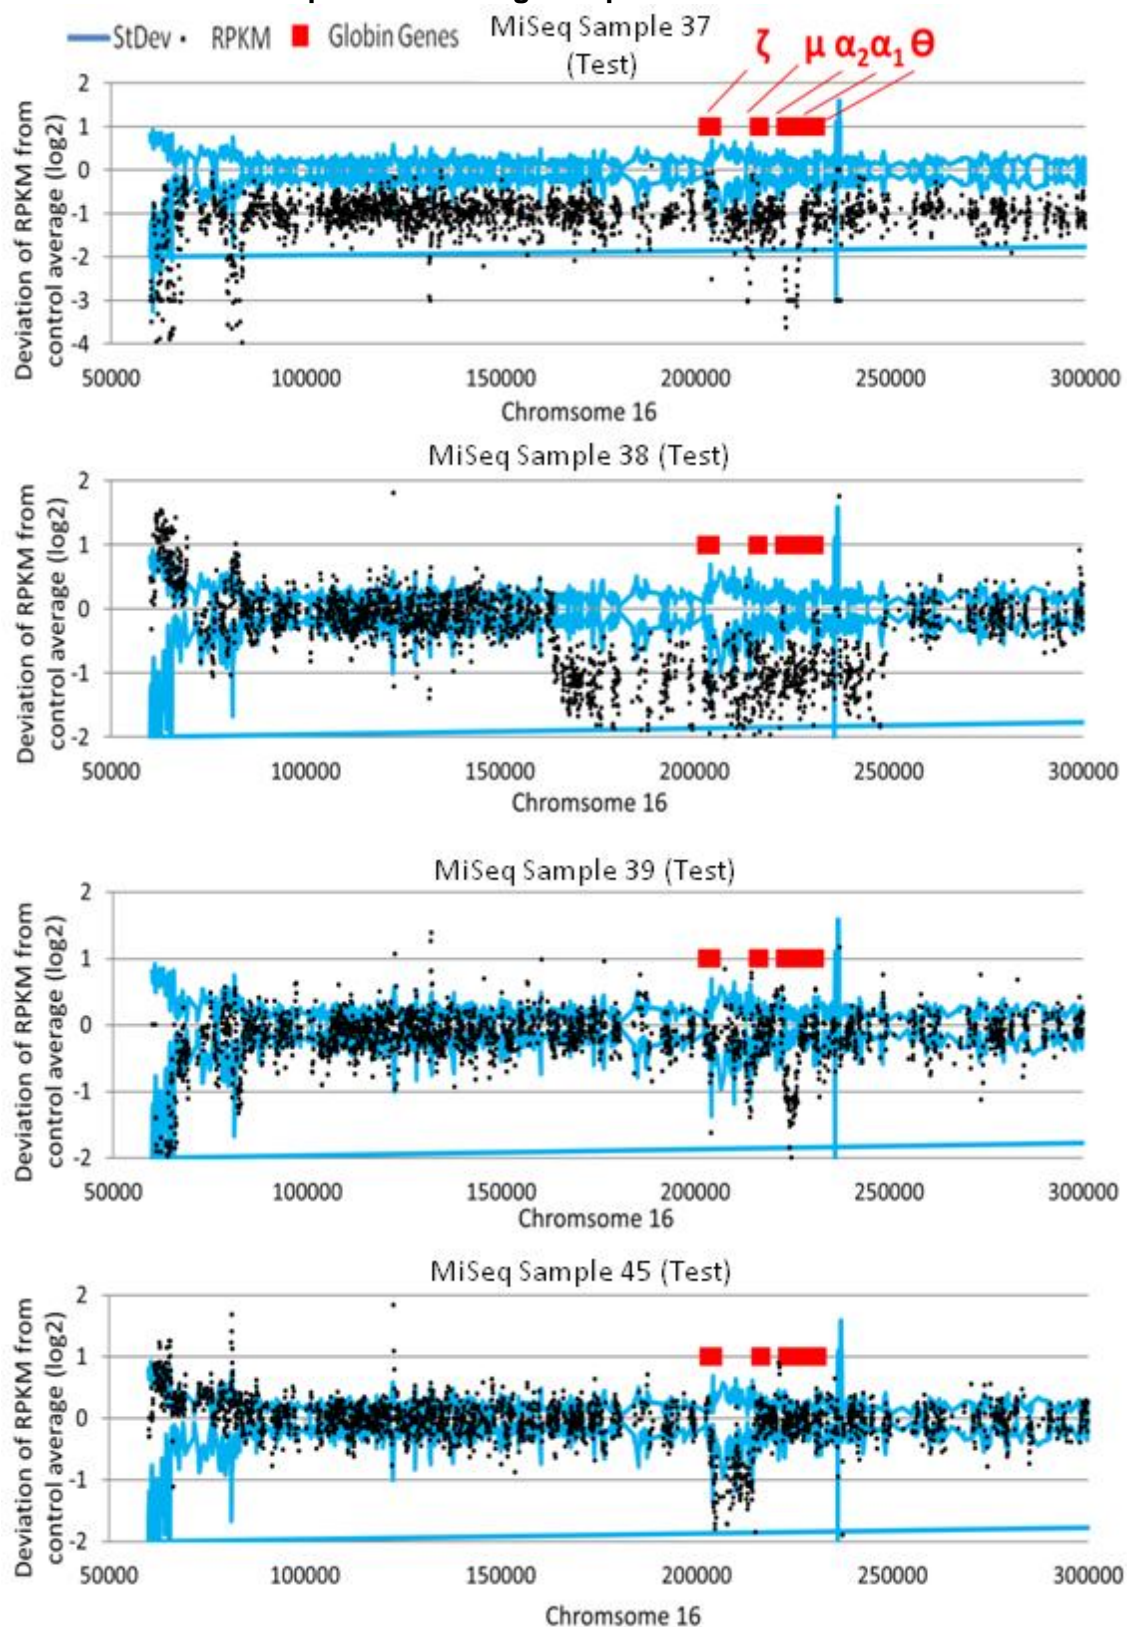 MiSeq Sample 37
(Test)
StDev RPKM Globin Genes
ζ μ α2α1 Θ
Deviation of RPKM from
control average (log2)
2
1
0
-1
-2
-3
-4
50000 100000 150000 200000 250000 300000
Chromsome 16
MiSeq Sample 38 (Test)
Deviation of RPKM from
control average (log2)
2
1
0
-1
-2
50000 100000 150000 200000 250000 300000
Chromsome 16
MiSeq Sample 39 (Test)
Deviation of RPKM from
control average (log2)
2
1
0
-1
-2
50000 100000 150000 200000 250000 300000
Chromsome 16
MiSeq Sample 45 (Test)
Deviation of RPKM from
control average (log2)
2
1
0
-1
-2
50000 100000 150000 200000 250000 300000
Chromsome 16